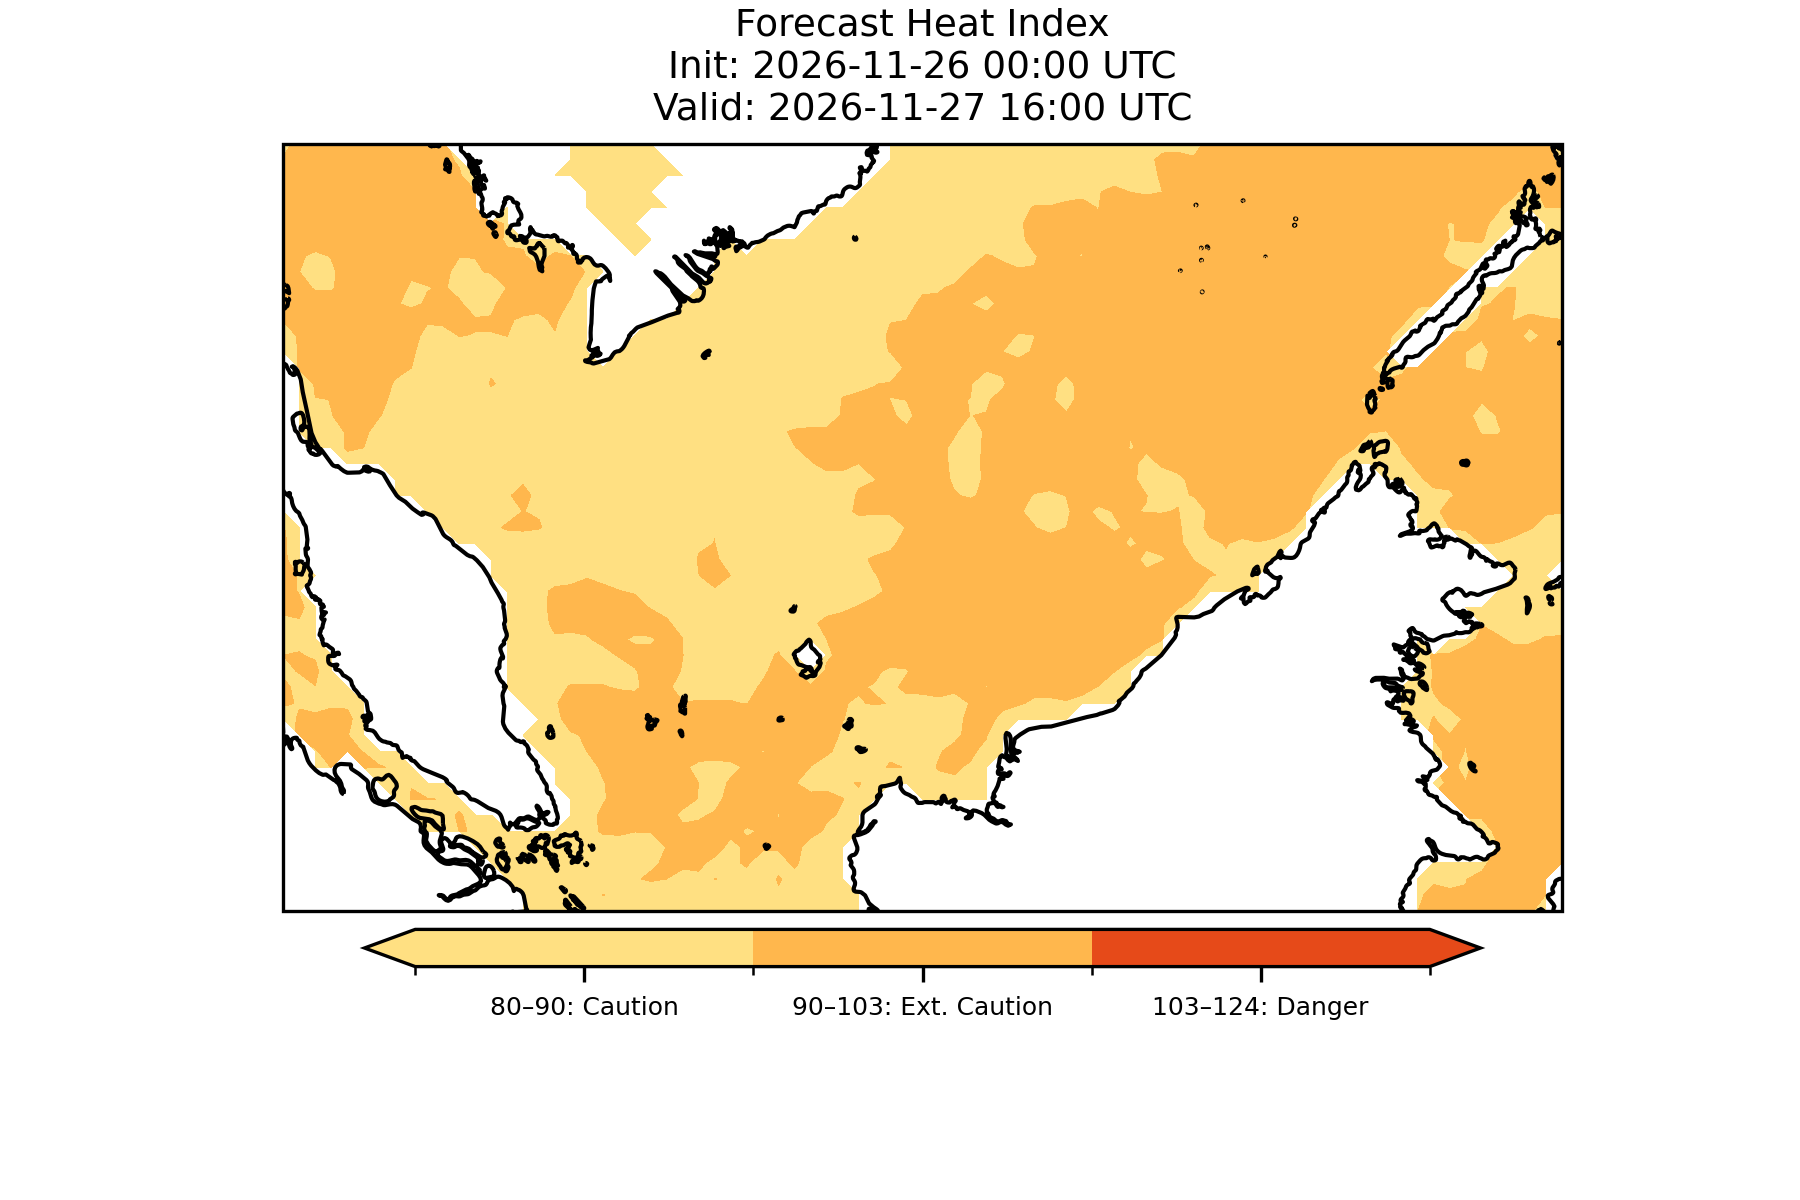 Forecast Heat Index
Init: 2026-11-26 00:00 UTC
Valid: 2026-11-27 16:00 UTC
80–90: Caution
90–103: Ext. Caution
103–124: Danger